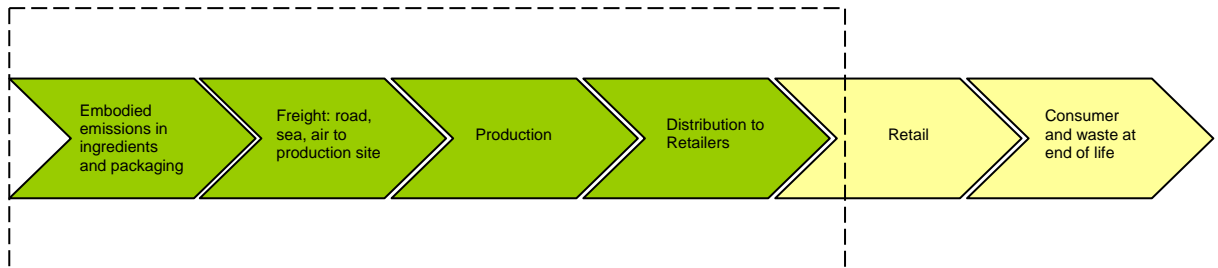 Embodied
emissions in
ingredients
and packaging
Freight: road,
sea, air to
production site
Production
Distribution to
Retailers
Retail
Consumer
and waste at
end of life